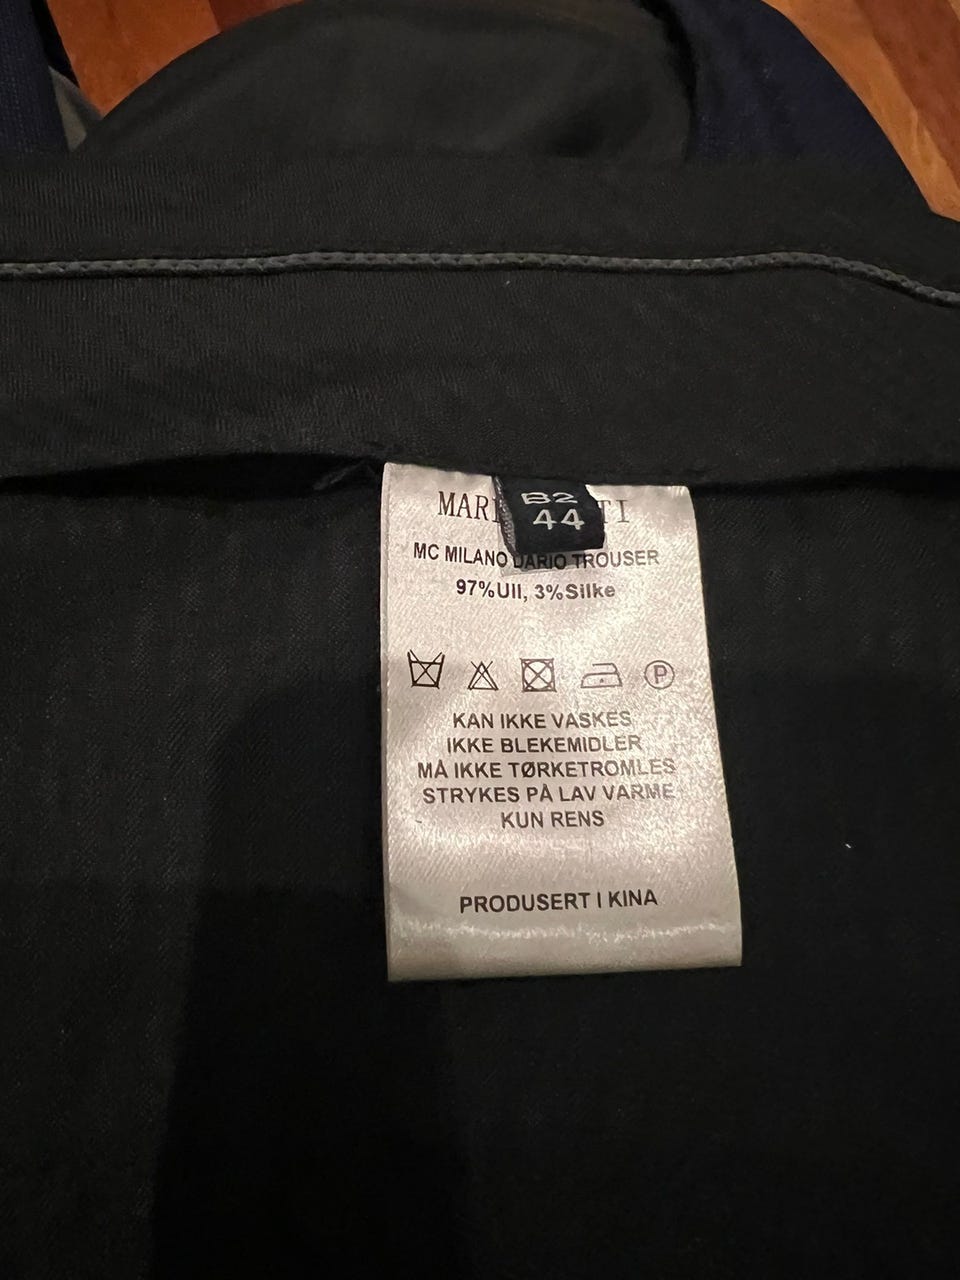 B2
44
MC MILANO DARIO TROUSER
97%Ull, 3%Silke
P
KAN IKKE VASKES
IKKE BLEKEMIDLER
MÅ IKKE TØRKETROMLES
STRYKES PÅ LAV VARME
KUN RENS
PRODUSERT I KINA